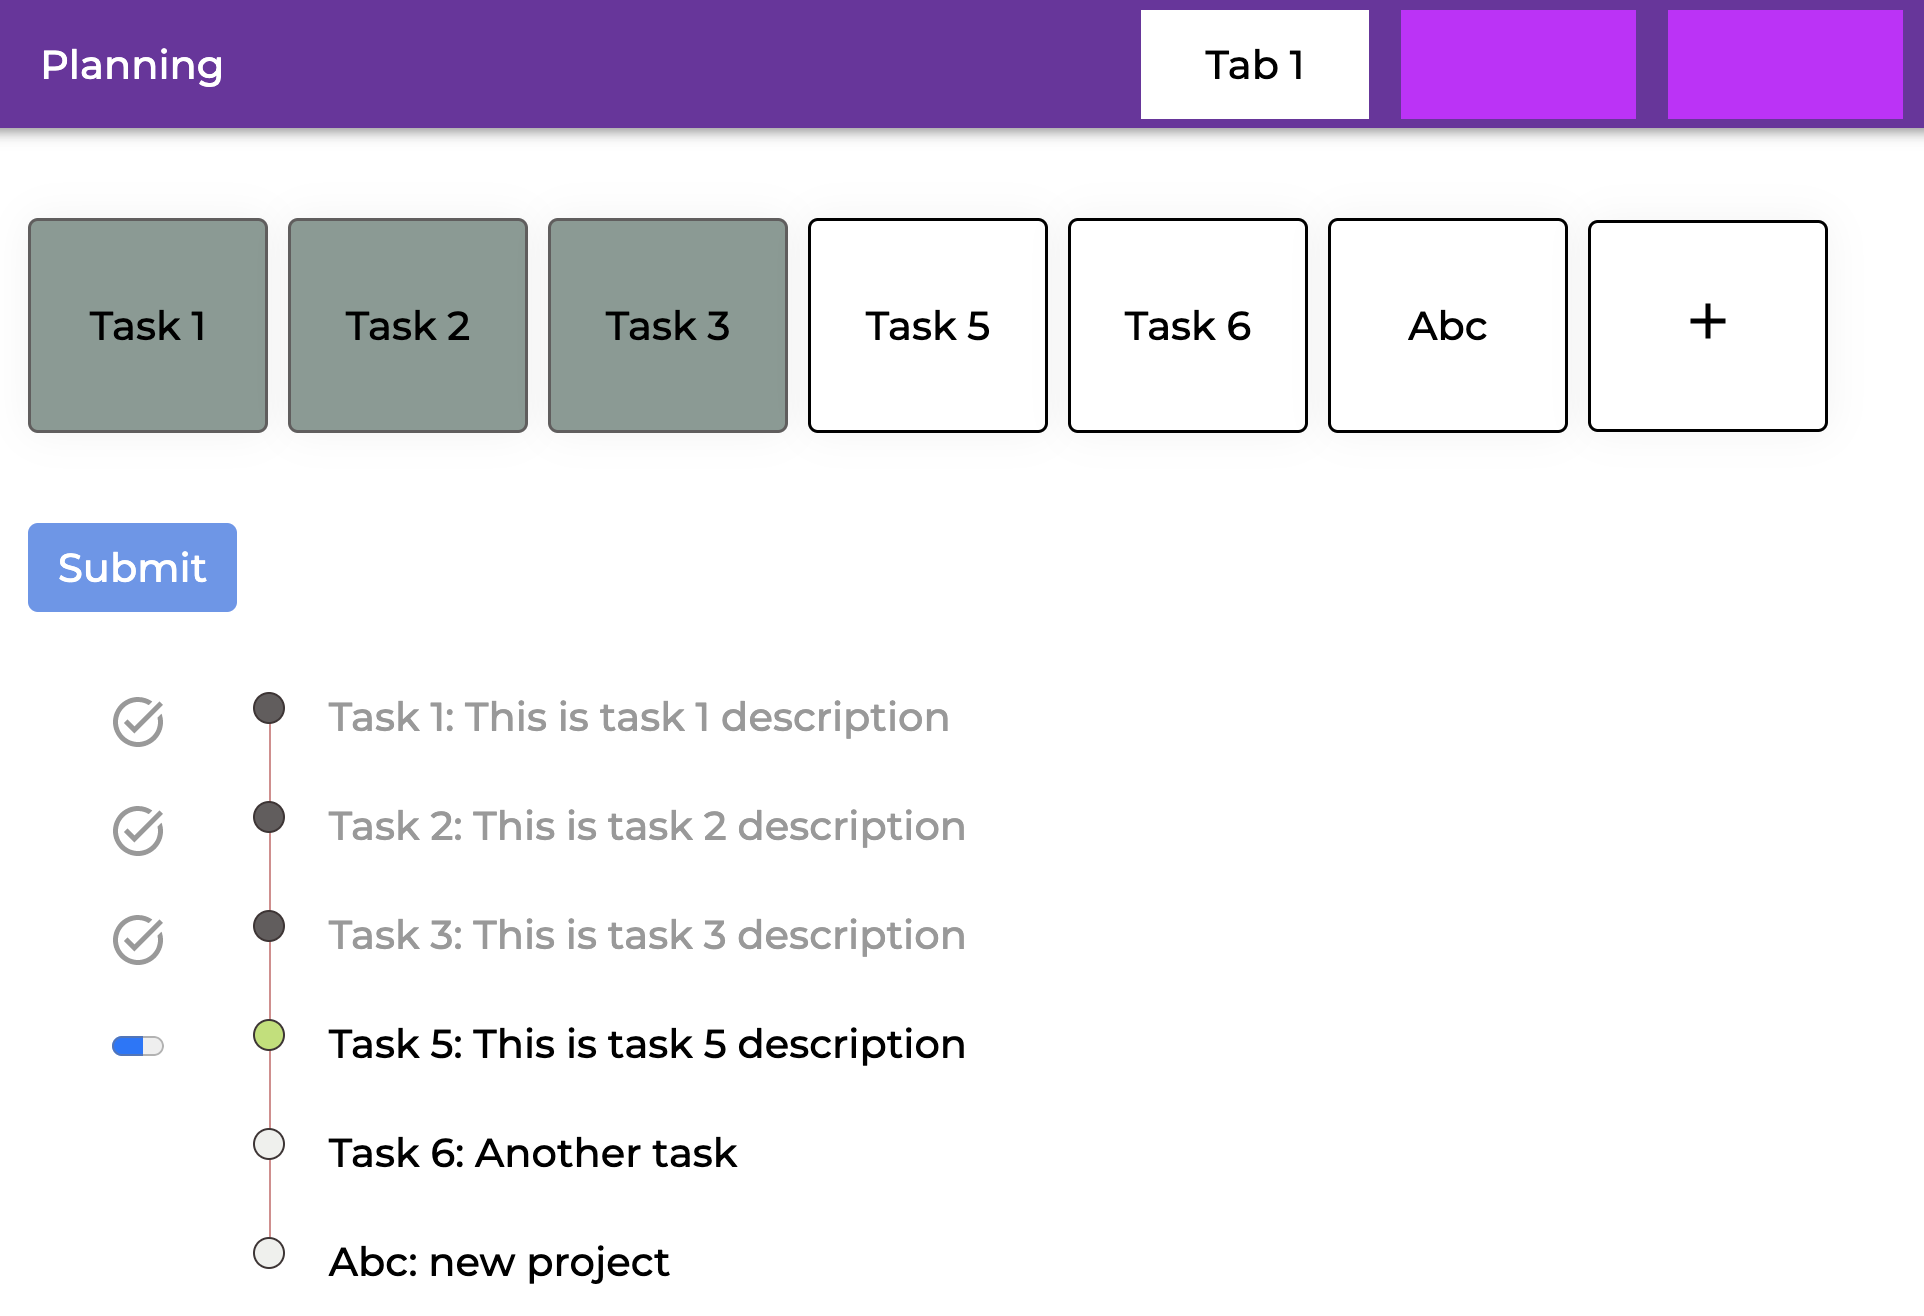 Planning
Tab 1
Task 1
Task 2
Task 3
Task 5
Task 6
Abc
+
Submit
Task 1: This is task 1 description
Task 2: This is task 2 description
Task 3: This is task 3 description
Task 5: This is task 5 description
Task 6: Another task
Abc: new project